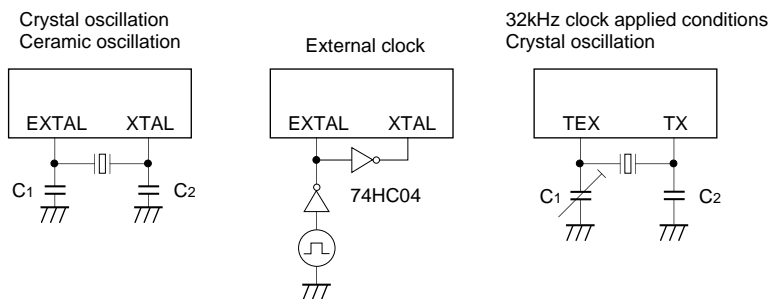 Crystal oscillation
Ceramic oscillation
EXTAL XTAL
C1 C2
External clock
EXTAL XTAL
74HC04
32kHz clock applied conditions
Crystal oscillation
TEX TX
C1 C2